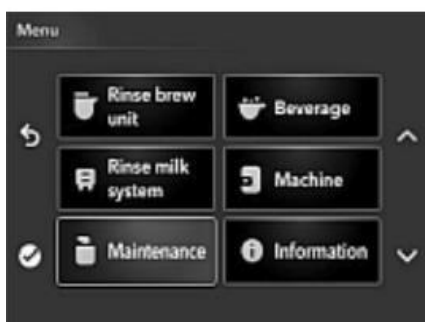 Menu
Rinse brew
unit
Beverage
Rinse milk
system
Machine
Maintenance
Information